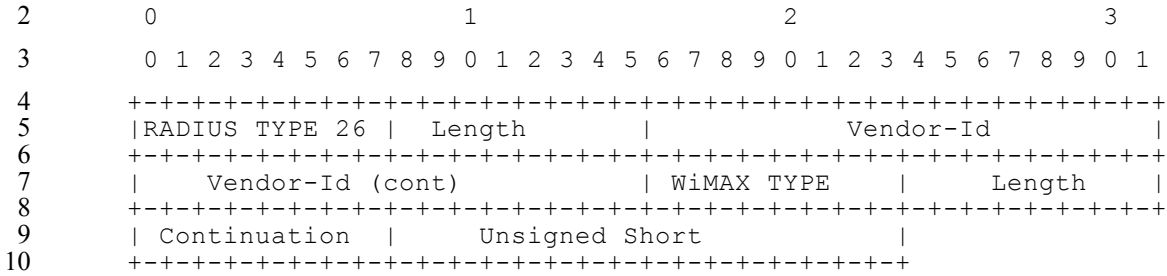 2 0                   1                   2                   3
3 0 1 2 3 4 5 6 7 8 9 0 1 2 3 4 5 6 7 8 9 0 1 2 3 4 5 6 7 8 9 0 1
4 +-+-+-+-+-+-+-+-+-+-+-+-+-+-+-+-+-+-+-+-+-+-+-+-+-+-+-+-+-+-+-+-+
5 |RADIUS TYPE 26 |  Length       |            Vendor-Id          |
6 +-+-+-+-+-+-+-+-+-+-+-+-+-+-+-+-+-+-+-+-+-+-+-+-+-+-+-+-+-+-+-+-+
7 |    Vendor-Id (cont)           | WiMAX TYPE    |     Length    |
8 +-+-+-+-+-+-+-+-+-+-+-+-+-+-+-+-+-+-+-+-+-+-+-+-+-+-+-+-+-+-+-+-+
9 | Continuation  |     Unsigned Short            |
10 +-+-+-+-+-+-+-+-+-+-+-+-+-+-+-+-+-+-+-+-+-+-+-+-+